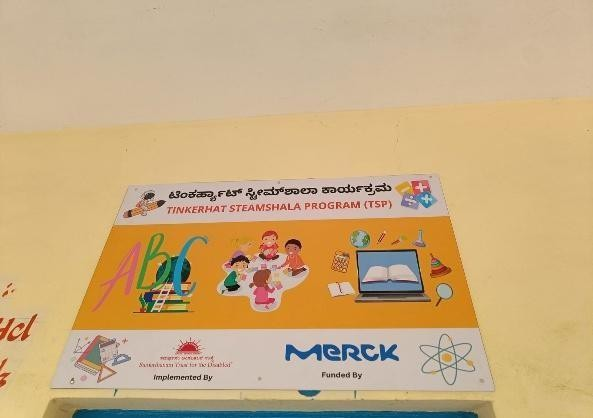 ಟಿಂಕರ್ಹ್ಯಾಟ್ ಸ್ಟೀಮ್‌ಶಾಲಾ ಕಾರ್ಯಕ್ರಮ
TINKERHAT STEAMSHALA PROGRAM (TSP)
ABC
Samarthanam Trust for the Disabled
Implemented By
MERCK
Funded By